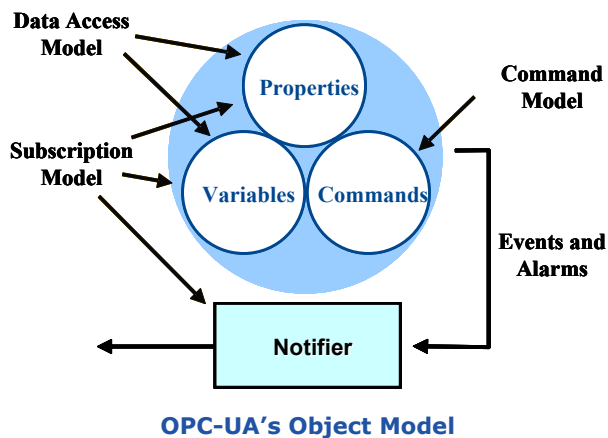 Data Access
Model
Properties
Command
Model
Subscription
Model
Variables
Commands
Events and
Alarms
Notifier
OPC-UA's Object Model